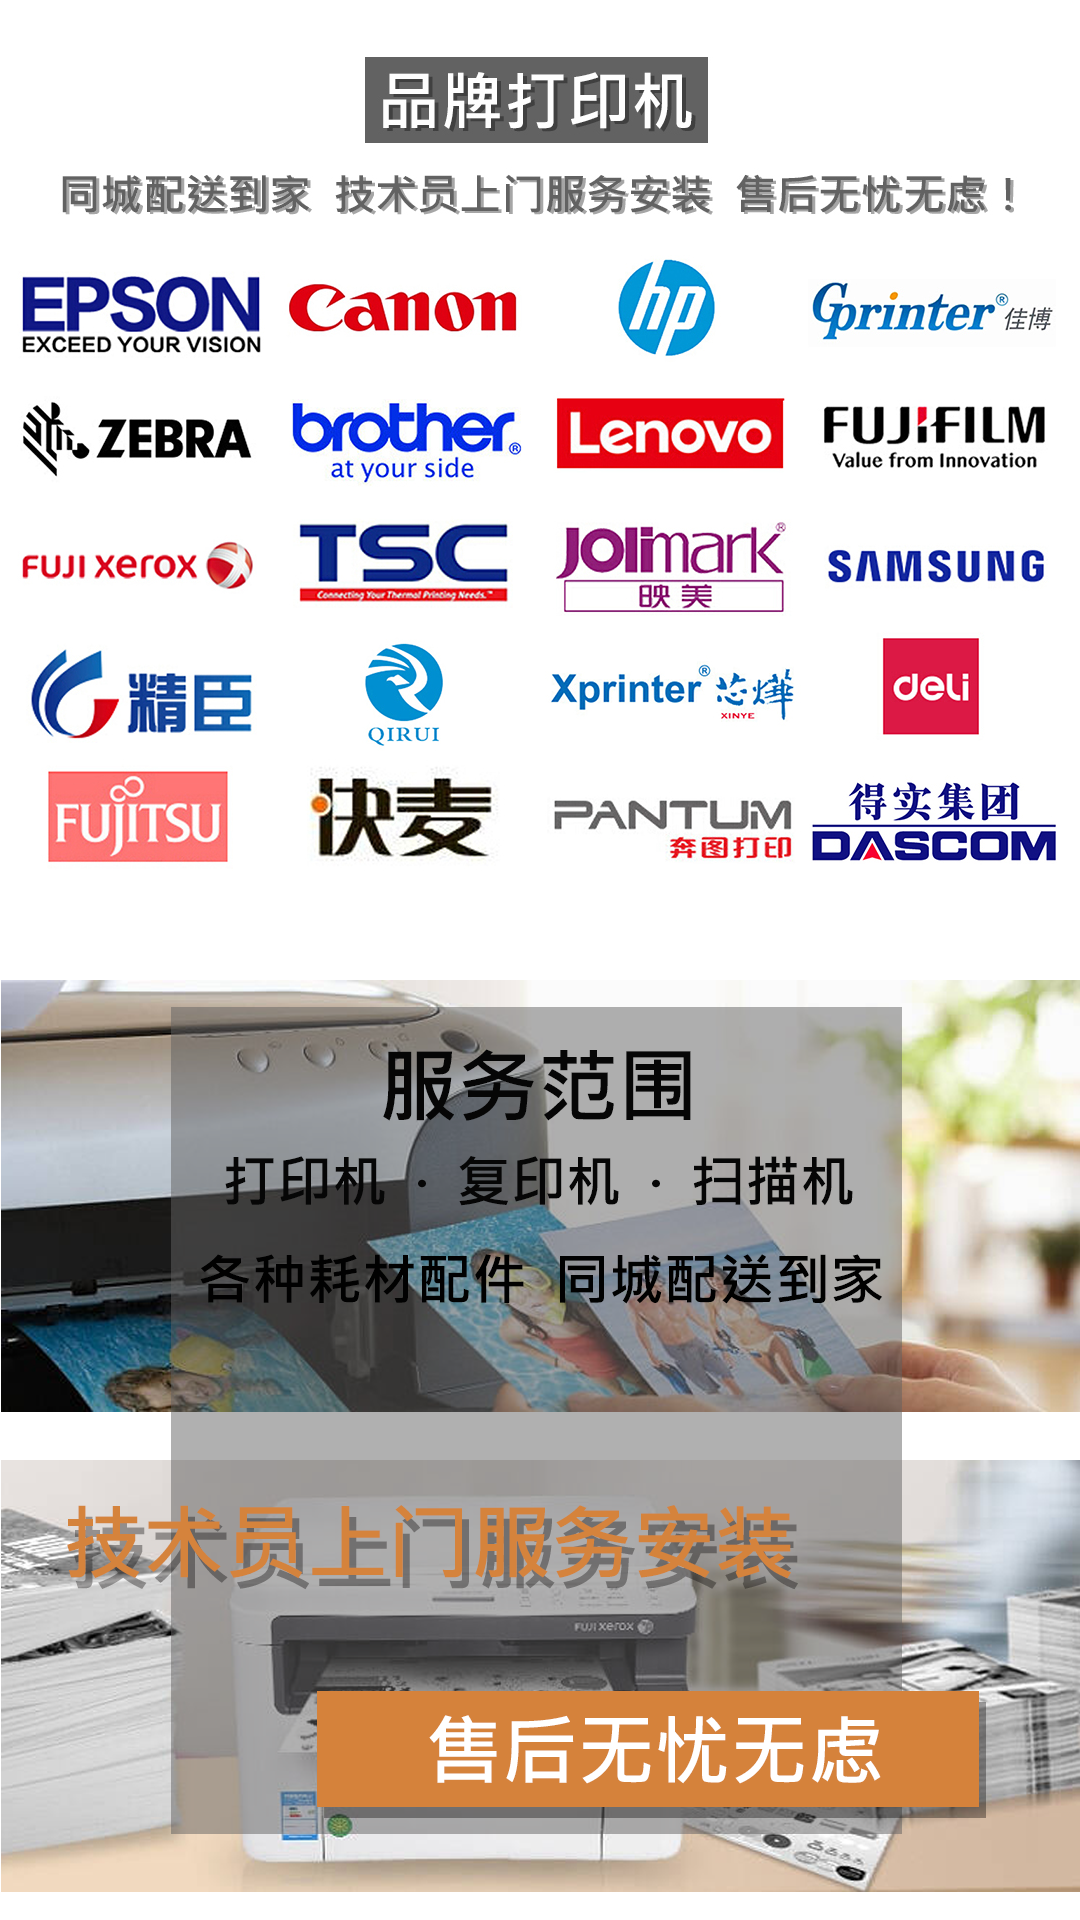 品牌打印机
同城配送到家 技术员上门服务安装 售后无忧无虑！
EPSON
EXCEED YOUR VISION
Canon
hp
Gprinter®佳博
ZEBRA
brother®
at your side
Lenovo
FUJIFILM
Value from Innovation
FUJI xerox
TSC
Connecting Your Thermal Printing Needs.™
Jolimark®
映美
SAMSUNG
精臣
QIRUI
Xprinter®芯烨
XINYE
deli
FUJITSU
快麦
PANTUM
奔图打印
得实集团
DASCOM
服务范围
打印机 · 复印机 · 扫描机
各种耗材配件 同城配送到家
技术员上门服务安装
FUJI xerox
售后无忧无虑